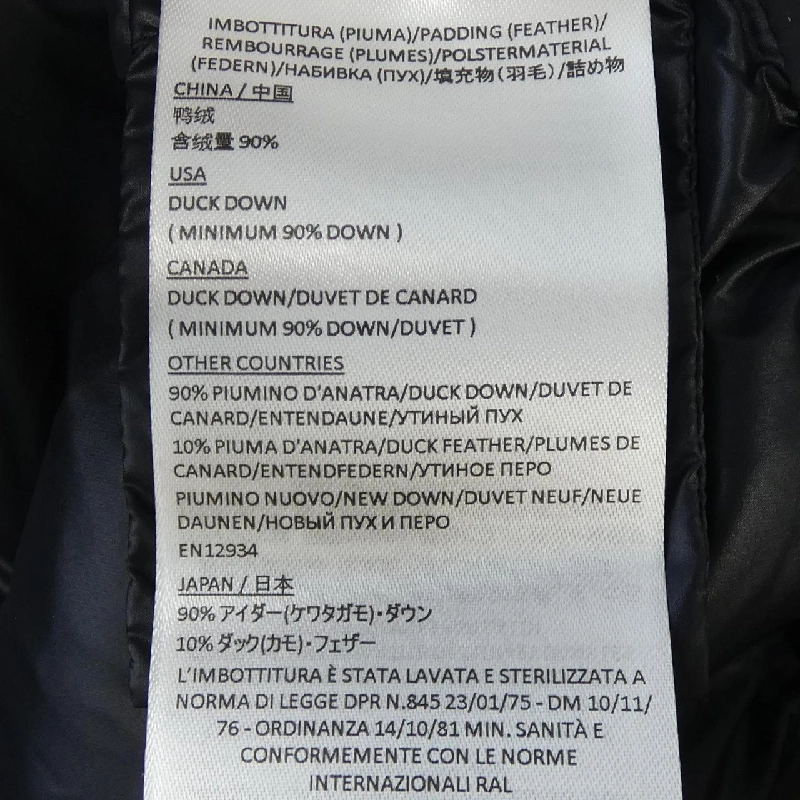 IMBOTTITURA (PIUMA)/PADDING (FEATHER)/
REMBOURRAGE (PLUMES)/POLSTERMATERIAL
(FEDERN)/НАБИВКА (ПУХ)/填充物(羽毛)/詰め物
CHINA / 中国
鸭绒
含绒量 90%
USA
DUCK DOWN
( MINIMUM 90% DOWN )
CANADA
DUCK DOWN/DUVET DE CANARD
( MINIMUM 90% DOWN/DUVET )
OTHER COUNTRIES
90% PIUMINO D'ANATRA/DUCK DOWN/DUVET DE
CANARD/ENTENDAUNE/УТИНЫЙ ПУХ
10% PIUMA D'ANATRA/DUCK FEATHER/PLUMES DE
CANARD/ENTENDFEDERN/УТИНОЕ ПЕРО
PIUMINO NUOVO/NEW DOWN/DUVET NEUF/NEUE
DAUNEN/НОВЫЙ ПУХ И ПЕРО
EN12934
JAPAN / 日本
90% アイダー(ケワタガモ)・ダウン
10% ダック(カモ)・フェザー
L'IMBOTTITURA È STATA LAVATA E STERILIZZATA A
NORMA DI LEGGE DPR N.845 23/01/75 - DM 10/11/
76 - ORDINANZA 14/10/81 MIN. SANITÀ E
CONFORMEMENTE CON LE NORME
INTERNAZIONALI RAL